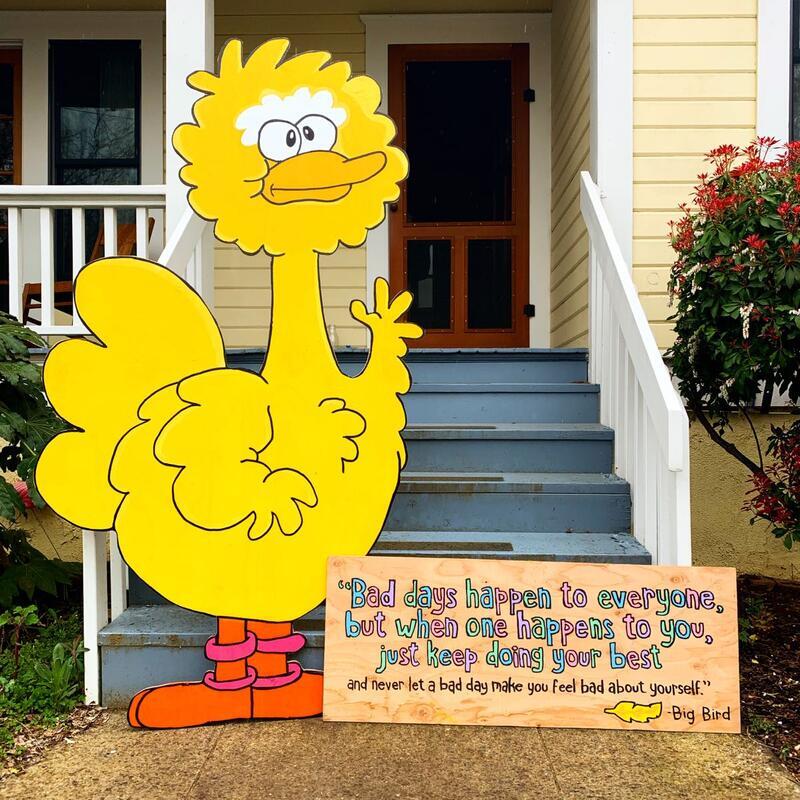 “Bad days happen to everyone,
but when one happens to you,
just keep doing your best
and never let a bad day make you feel bad about yourself.”
-Big Bird